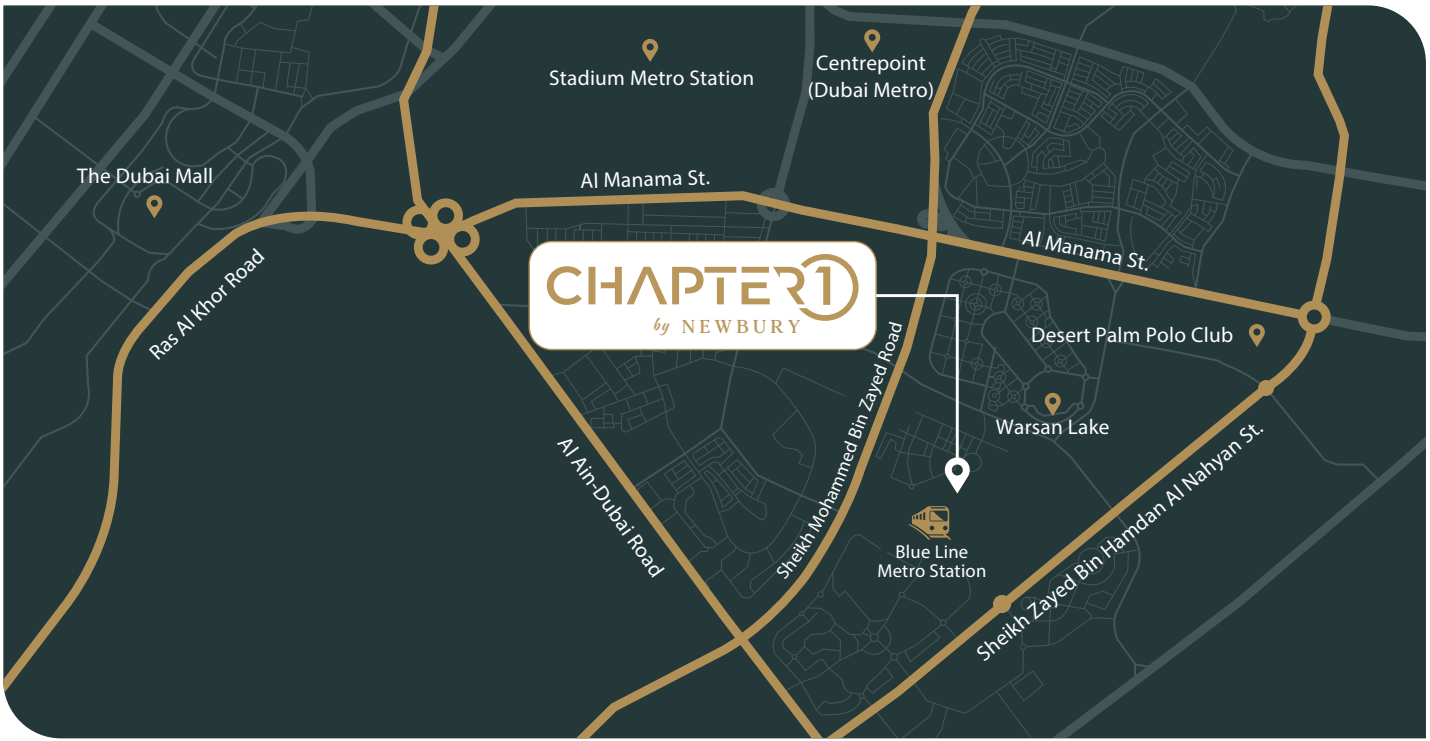 Stadium Metro Station
Centrepoint
(Dubai Metro)
The Dubai Mall
Al Manama St.
Al Manama St.
Ras Al Khor Road
CHAPTER 1
by NEWBURY
Desert Palm Polo Club
Warsan Lake
Sheikh Mohammed Bin Zayed Road
Al Ain-Dubai Road
Blue Line
Metro Station
Sheikh Zayed Bin Hamdan Al Nahyan St.